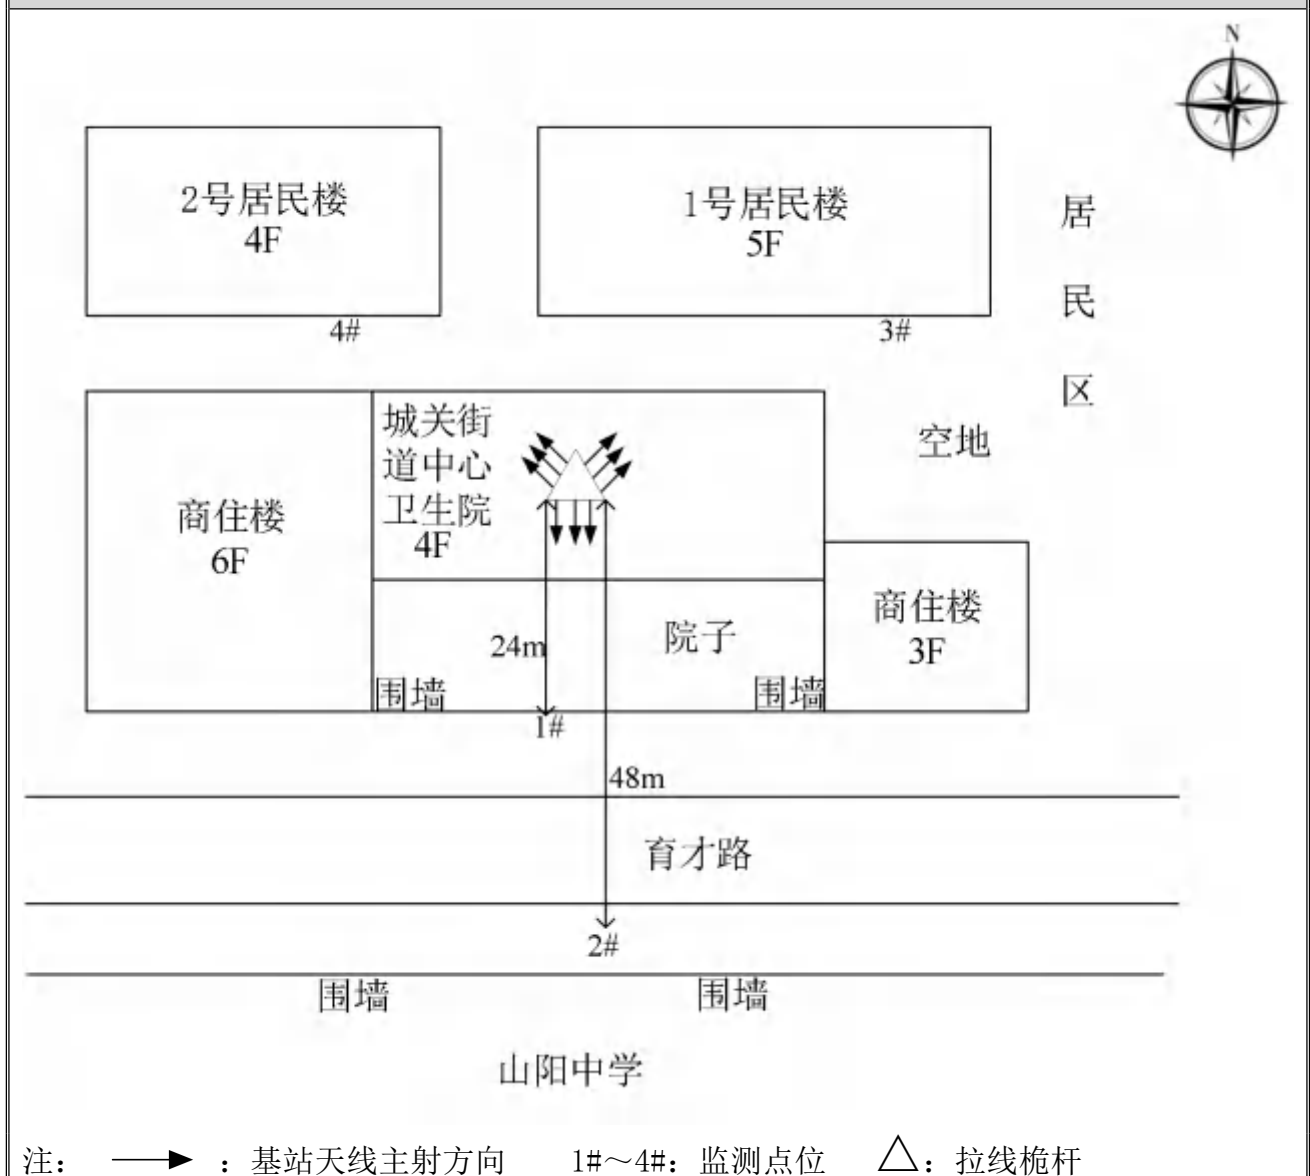 N
2号居民楼
4F
1号居民楼
5F
居
民
区
4#
3#
城关街
道中心
卫生院
4F
空地
商住楼
6F
商住楼
3F
24m
院子
围墙
围墙
1#
48m
育才路
2#
围墙
围墙
山阳中学
注： ：基站天线主射方向 1#～4#：监测点位 △：拉线桅杆